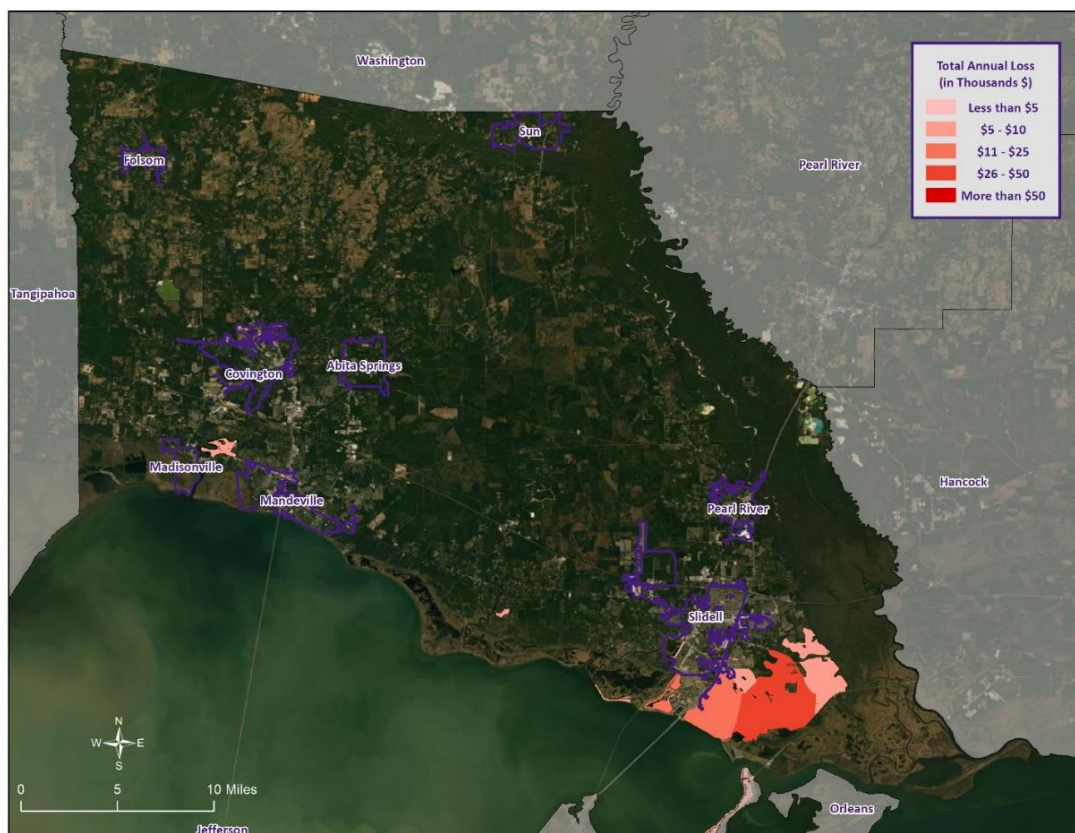 Washington
Total Annual Loss
(in Thousands $)
Less than $5
$5 - $10
$11 - $25
$26 - $50
More than $50
Sun
Folsom
Pearl River
Tangipahoa
Covington
Abita Springs
Madisonville
Mandeville
Hancock
Pearl River
Slidell
N
W
E
S
0
5
10 Miles
Orleans
Jefferson